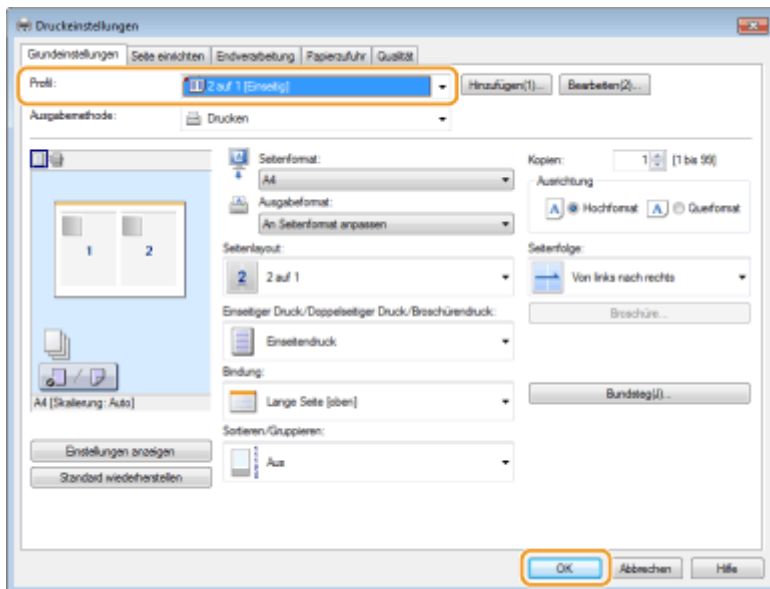 Druckeinstellungen
Grundeinstellungen Seite einrichten Endverarbeitung Papierzufuhr Qualität
Profil: 2 auf 1 [Einseitig] Hinzufügen(1)... Bearbeiten(2)...
Ausgabemethode: Drucken
Seitenformat: Kopien: 1 [1 bis 99]
A4 Ausrichtung
Ausgabeformat: A Hochformat A Querformat
An Seitenformat anpassen
1 2
Seitenlayout: Seitenfolge:
2 2 auf 1 Von links nach rechts
Einseitiger Druck/Doppelseitiger Druck/Broschürendruck: Broschüre...
Einseitendruck
Bindung:
A4 [Skalierung: Auto] Lange Seite [oben] Bundsteg(J)...
Sortieren/Gruppieren:
Einstellungen anzeigen
Aus
Standard wiederherstellen
OK Abbrechen Hilfe